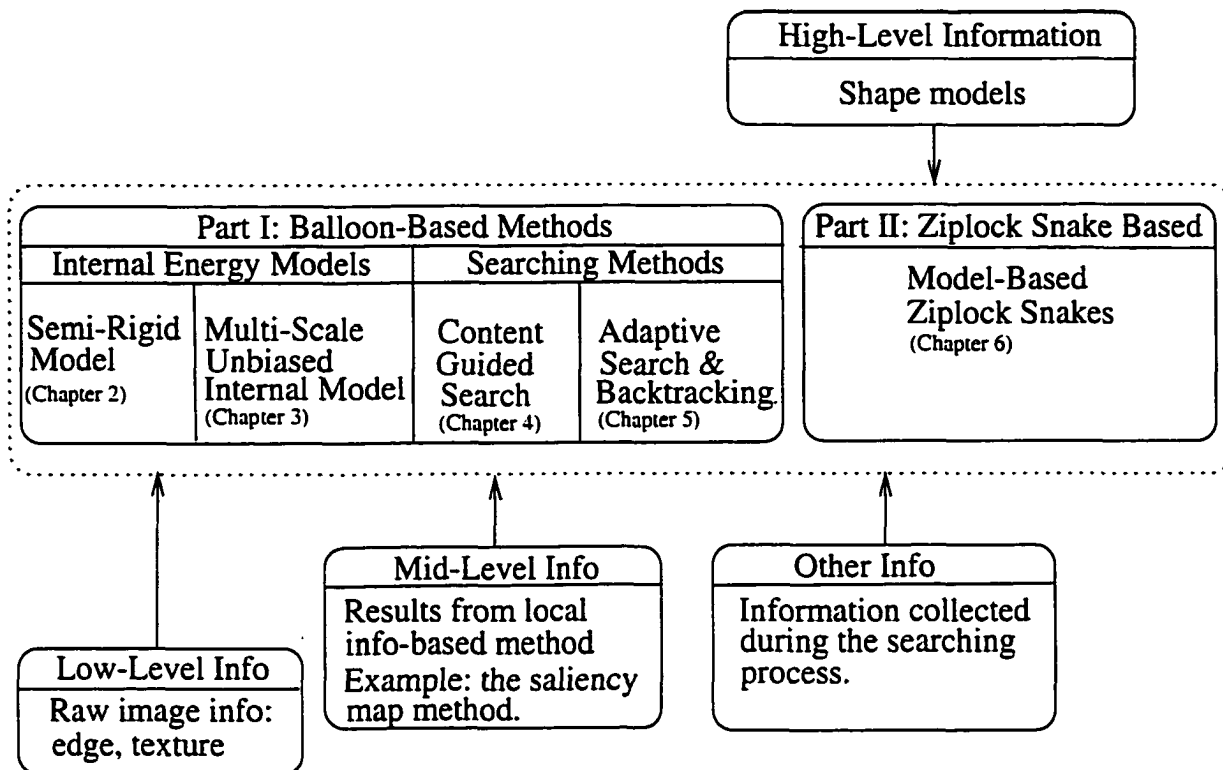 High-Level Information
Shape models
Part I: Balloon-Based Methods
Internal Energy Models
Searching Methods
Semi-Rigid
Model
(Chapter 2)
Multi-Scale
Unbiased
Internal Model
(Chapter 3)
Content
Guided
Search
(Chapter 4)
Adaptive
Search &
Backtracking
(Chapter 5)
Part II: Ziplock Snake Based
Model-Based
Ziplock Snakes
(Chapter 6)
Low-Level Info
Raw image info:
edge, texture
Mid-Level Info
Results from local
info-based method
Example: the saliency
map method.
Other Info
Information collected
during the searching
process.